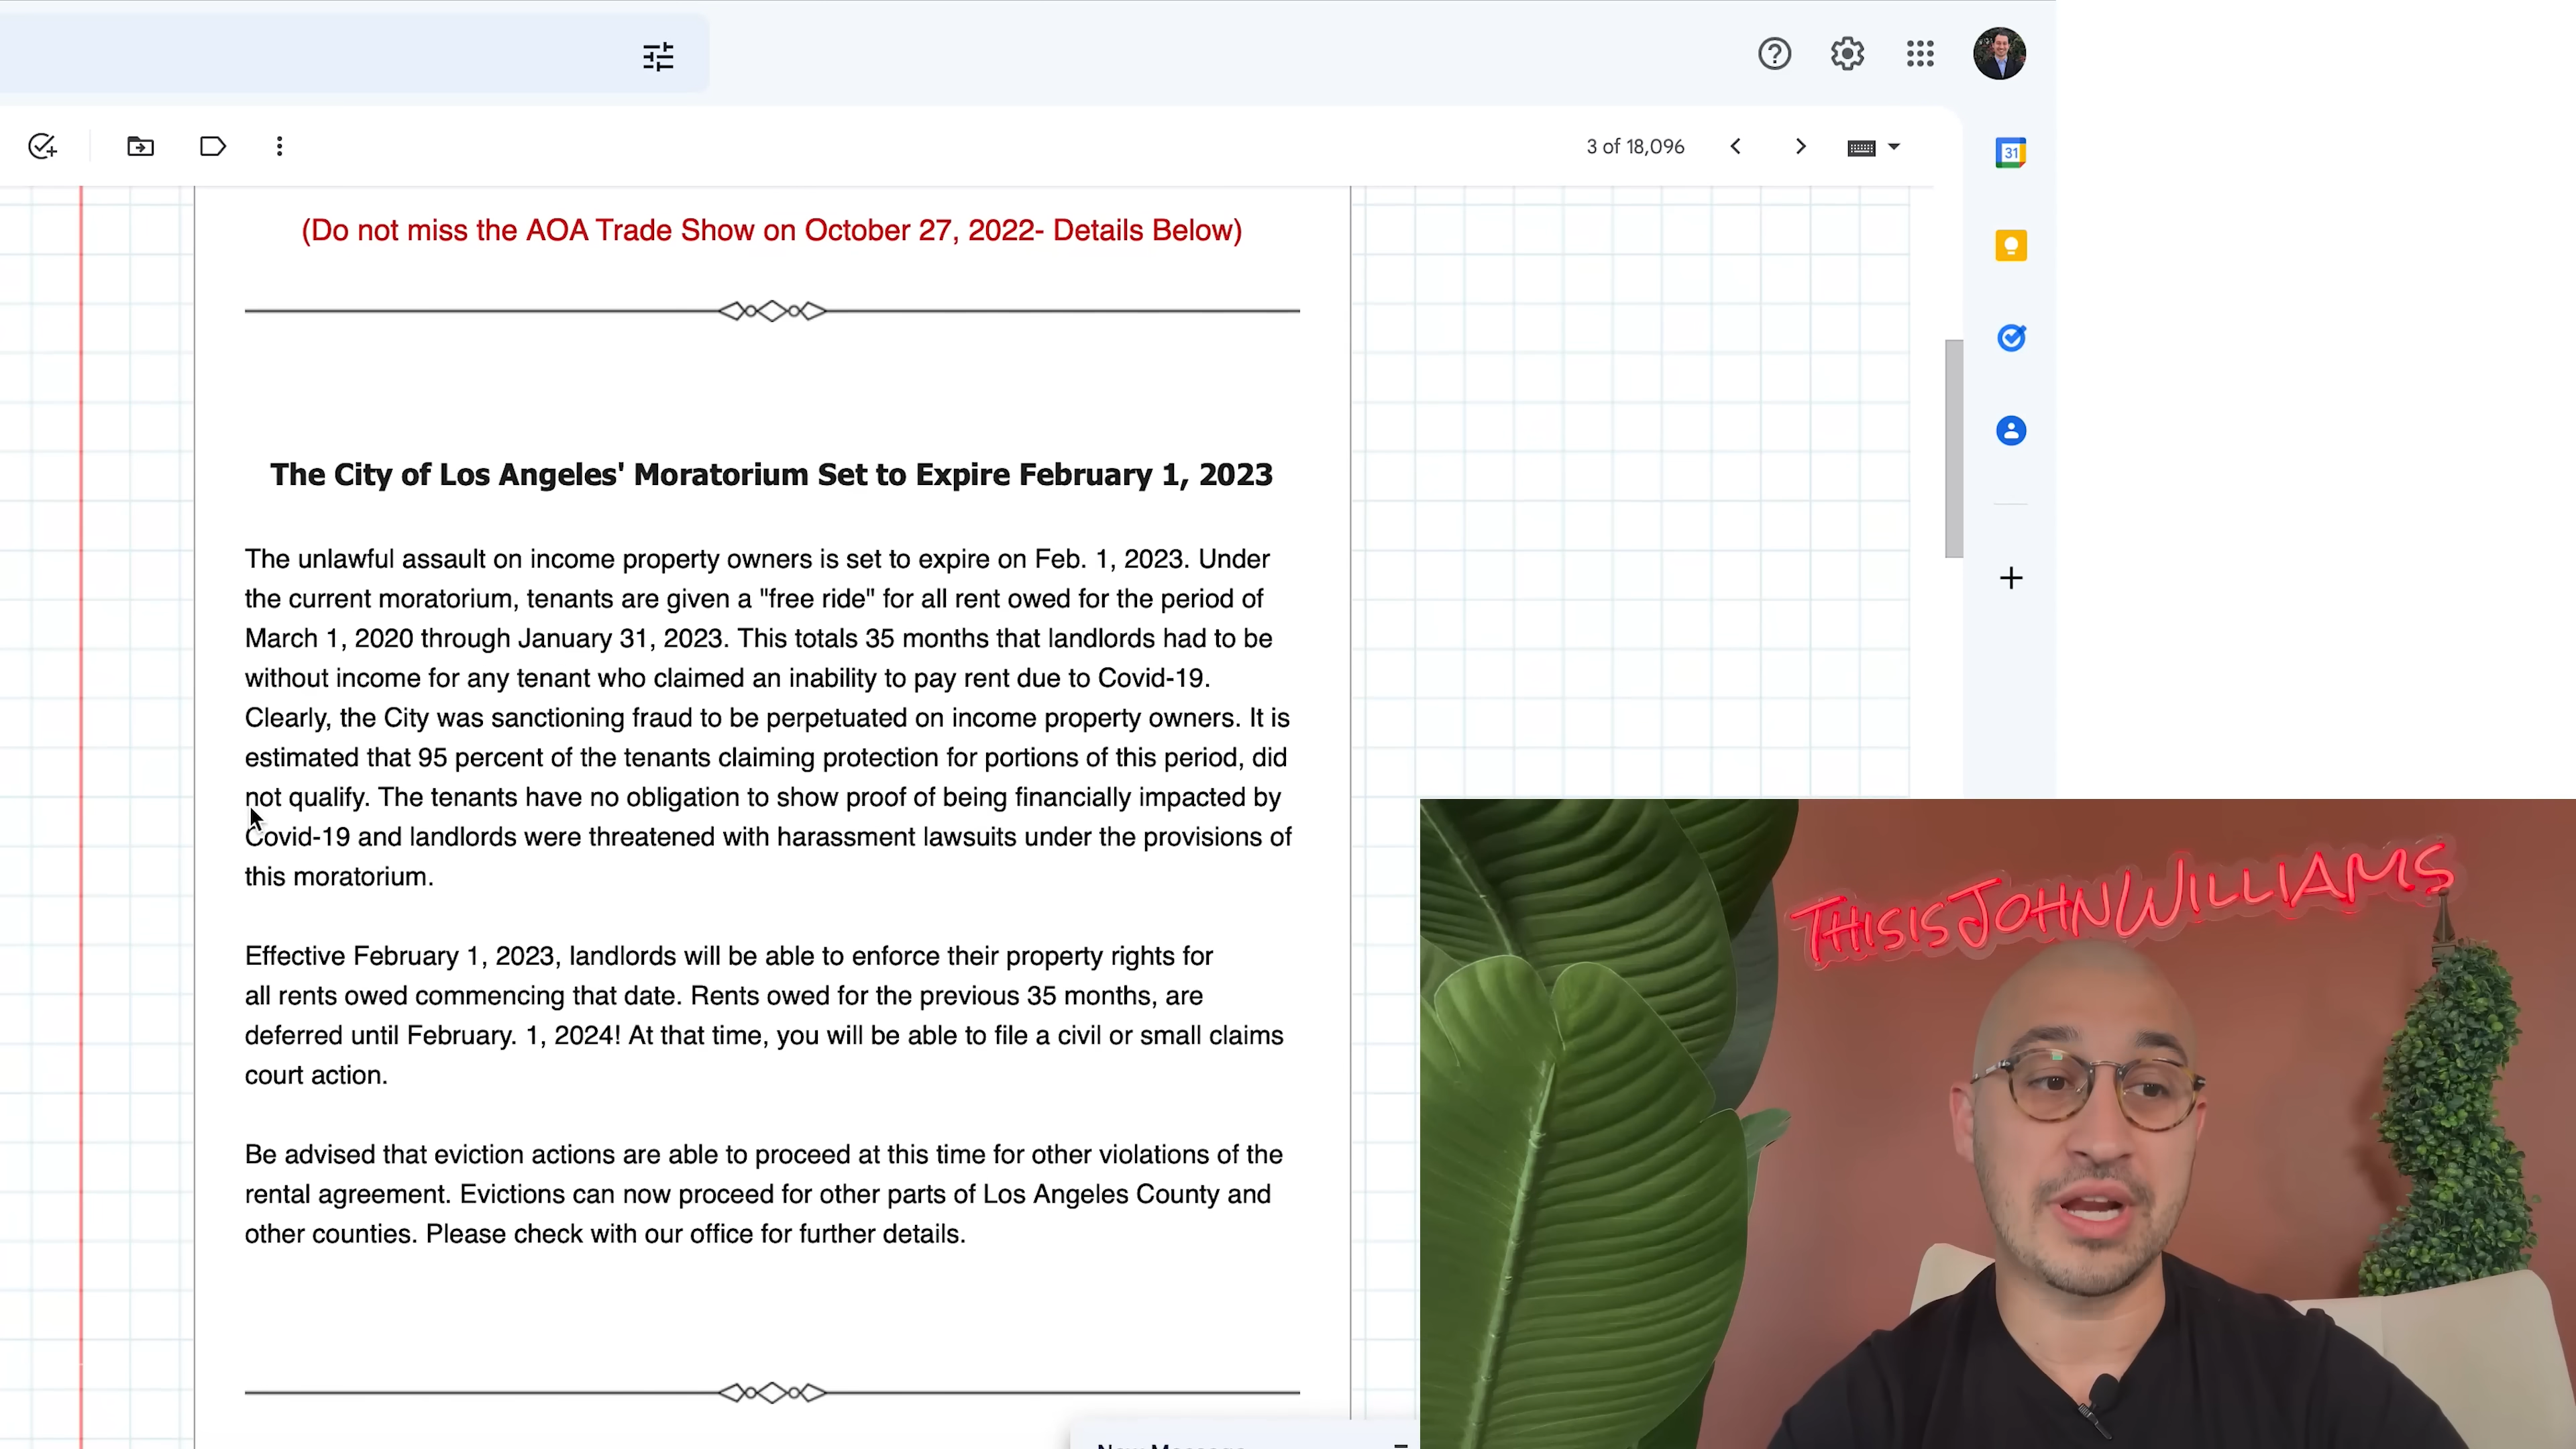 3 of 18,096
31
(Do not miss the AOA Trade Show on October 27, 2022- Details Below)
The City of Los Angeles' Moratorium Set to Expire February 1, 2023
The unlawful assault on income property owners is set to expire on Feb. 1, 2023. Under
the current moratorium, tenants are given a "free ride" for all rent owed for the period of
March 1, 2020 through January 31, 2023. This totals 35 months that landlords had to be
without income for any tenant who claimed an inability to pay rent due to Covid-19.
Clearly, the City was sanctioning fraud to be perpetuated on income property owners. It is
estimated that 95 percent of the tenants claiming protection for portions of this period, did
not qualify. The tenants have no obligation to show proof of being financially impacted by
Covid-19 and landlords were threatened with harassment lawsuits under the provisions of
this moratorium.
Effective February 1, 2023, landlords will be able to enforce their property rights for
all rents owed commencing that date. Rents owed for the previous 35 months, are
deferred until February. 1, 2024! At that time, you will be able to file a civil or small claims
court action.
Be advised that eviction actions are able to proceed at this time for other violations of the
rental agreement. Evictions can now proceed for other parts of Los Angeles County and
other counties. Please check with our office for further details.
THISISJOHNWILLIAMS
New Message